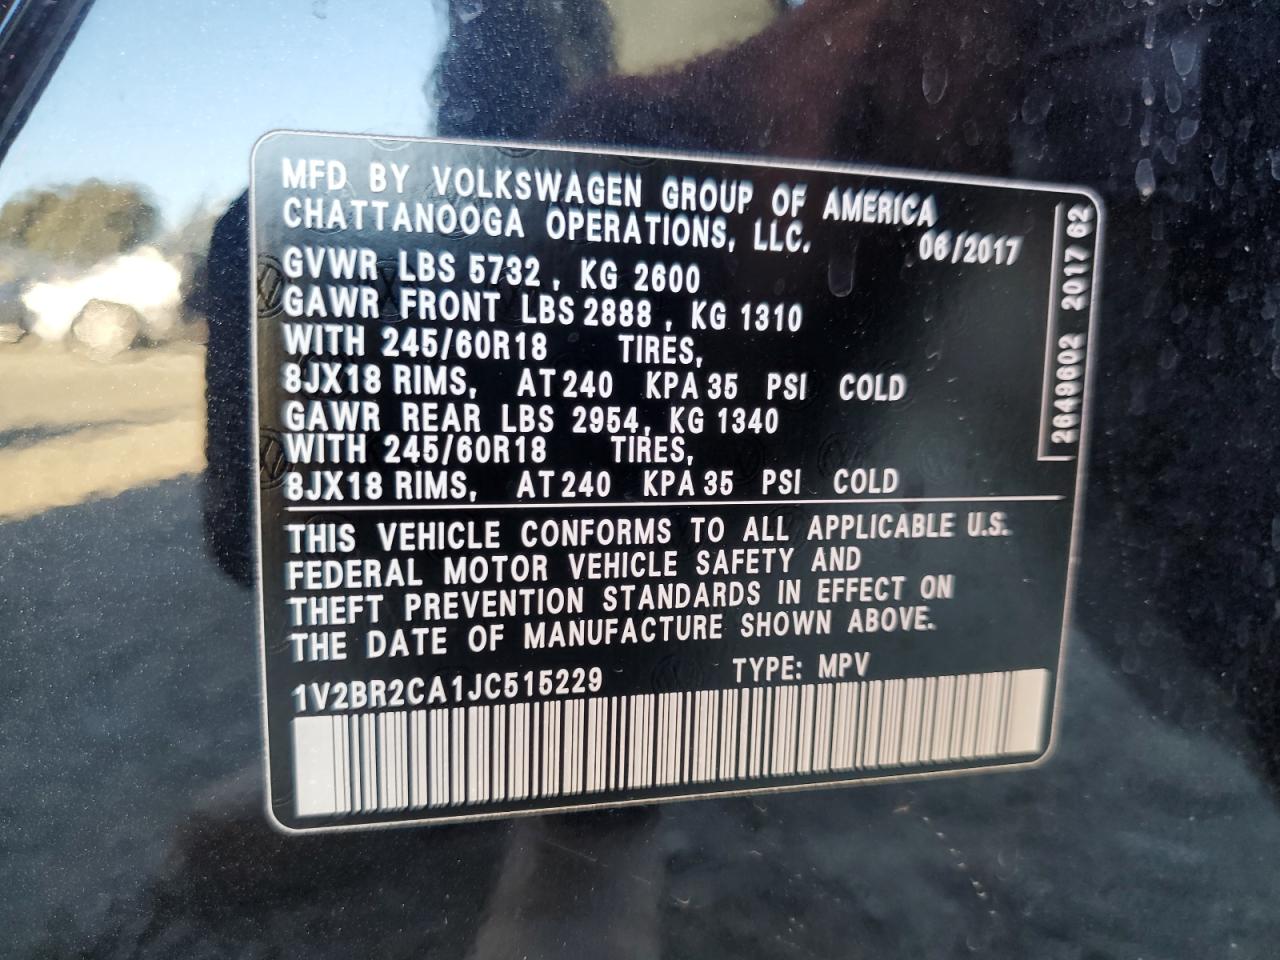 MFD BY VOLKSWAGEN GROUP OF AMERICA
CHATTANOOGA OPERATIONS, LLC. 06/2017
GVWR LBS 5732 , KG 2600
GAWR FRONT LBS 2888 , KG 1310
WITH 245/60R18 TIRES,
8JX18 RIMS, AT 240 KPA 35 PSI COLD
GAWR REAR LBS 2954, KG 1340
WITH 245/60R18 TIRES,
8JX18 RIMS, AT 240 KPA 35 PSI COLD
THIS VEHICLE CONFORMS TO ALL APPLICABLE U.S.
FEDERAL MOTOR VEHICLE SAFETY AND
THEFT PREVENTION STANDARDS IN EFFECT ON
THE DATE OF MANUFACTURE SHOWN ABOVE.
1V2BR2CA1JC515229 TYPE: MPV
2649602 2017 62